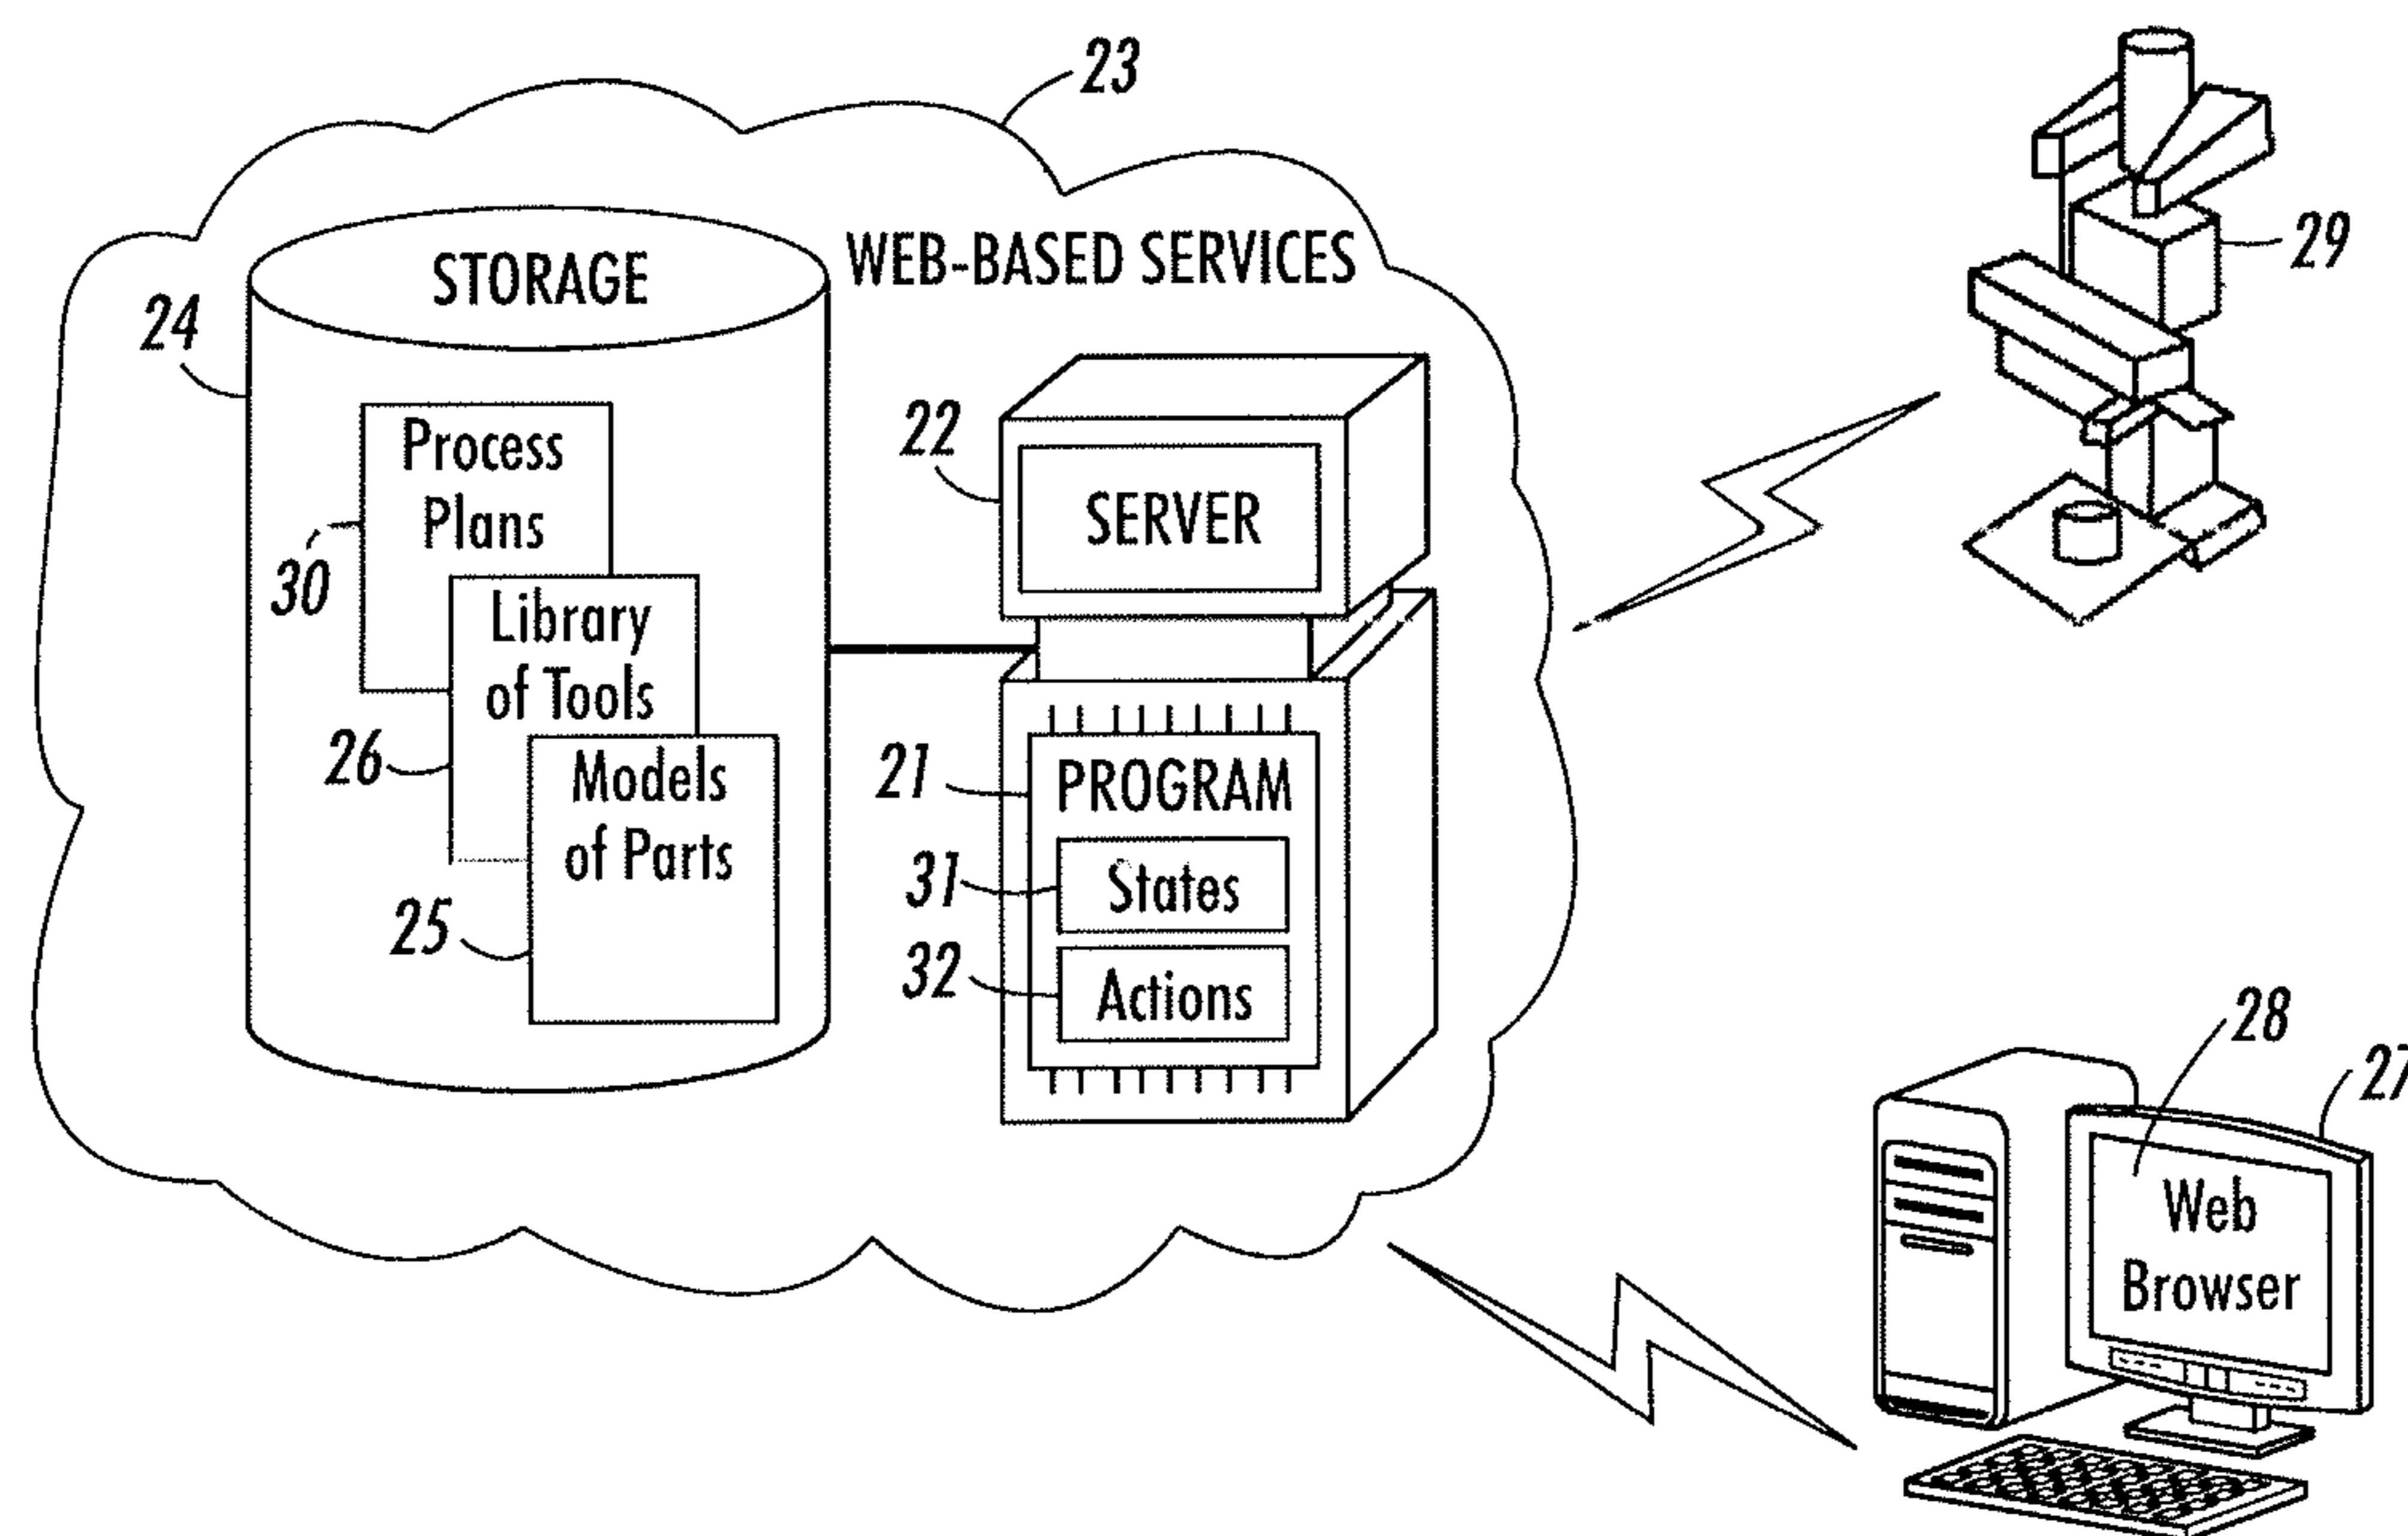 23
STORAGE
WEB-BASED SERVICES
29
24
Process
Plans
30
22
SERVER
Library
of Tools
26
Models
of Parts
25
21
PROGRAM
31
States
32
Actions
28
27
Web
Browser